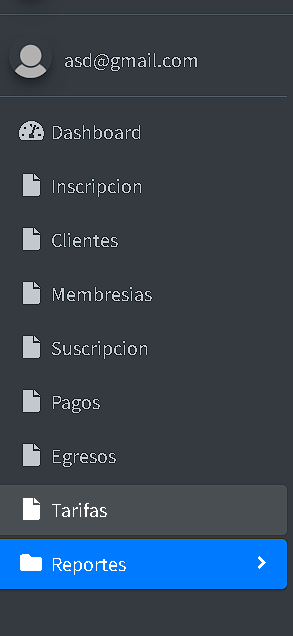 asd@gmail.com
Dashboard
Inscripcion
Clientes
Membresias
Suscripcion
Pagos
Egresos
Tarifas
Reportes